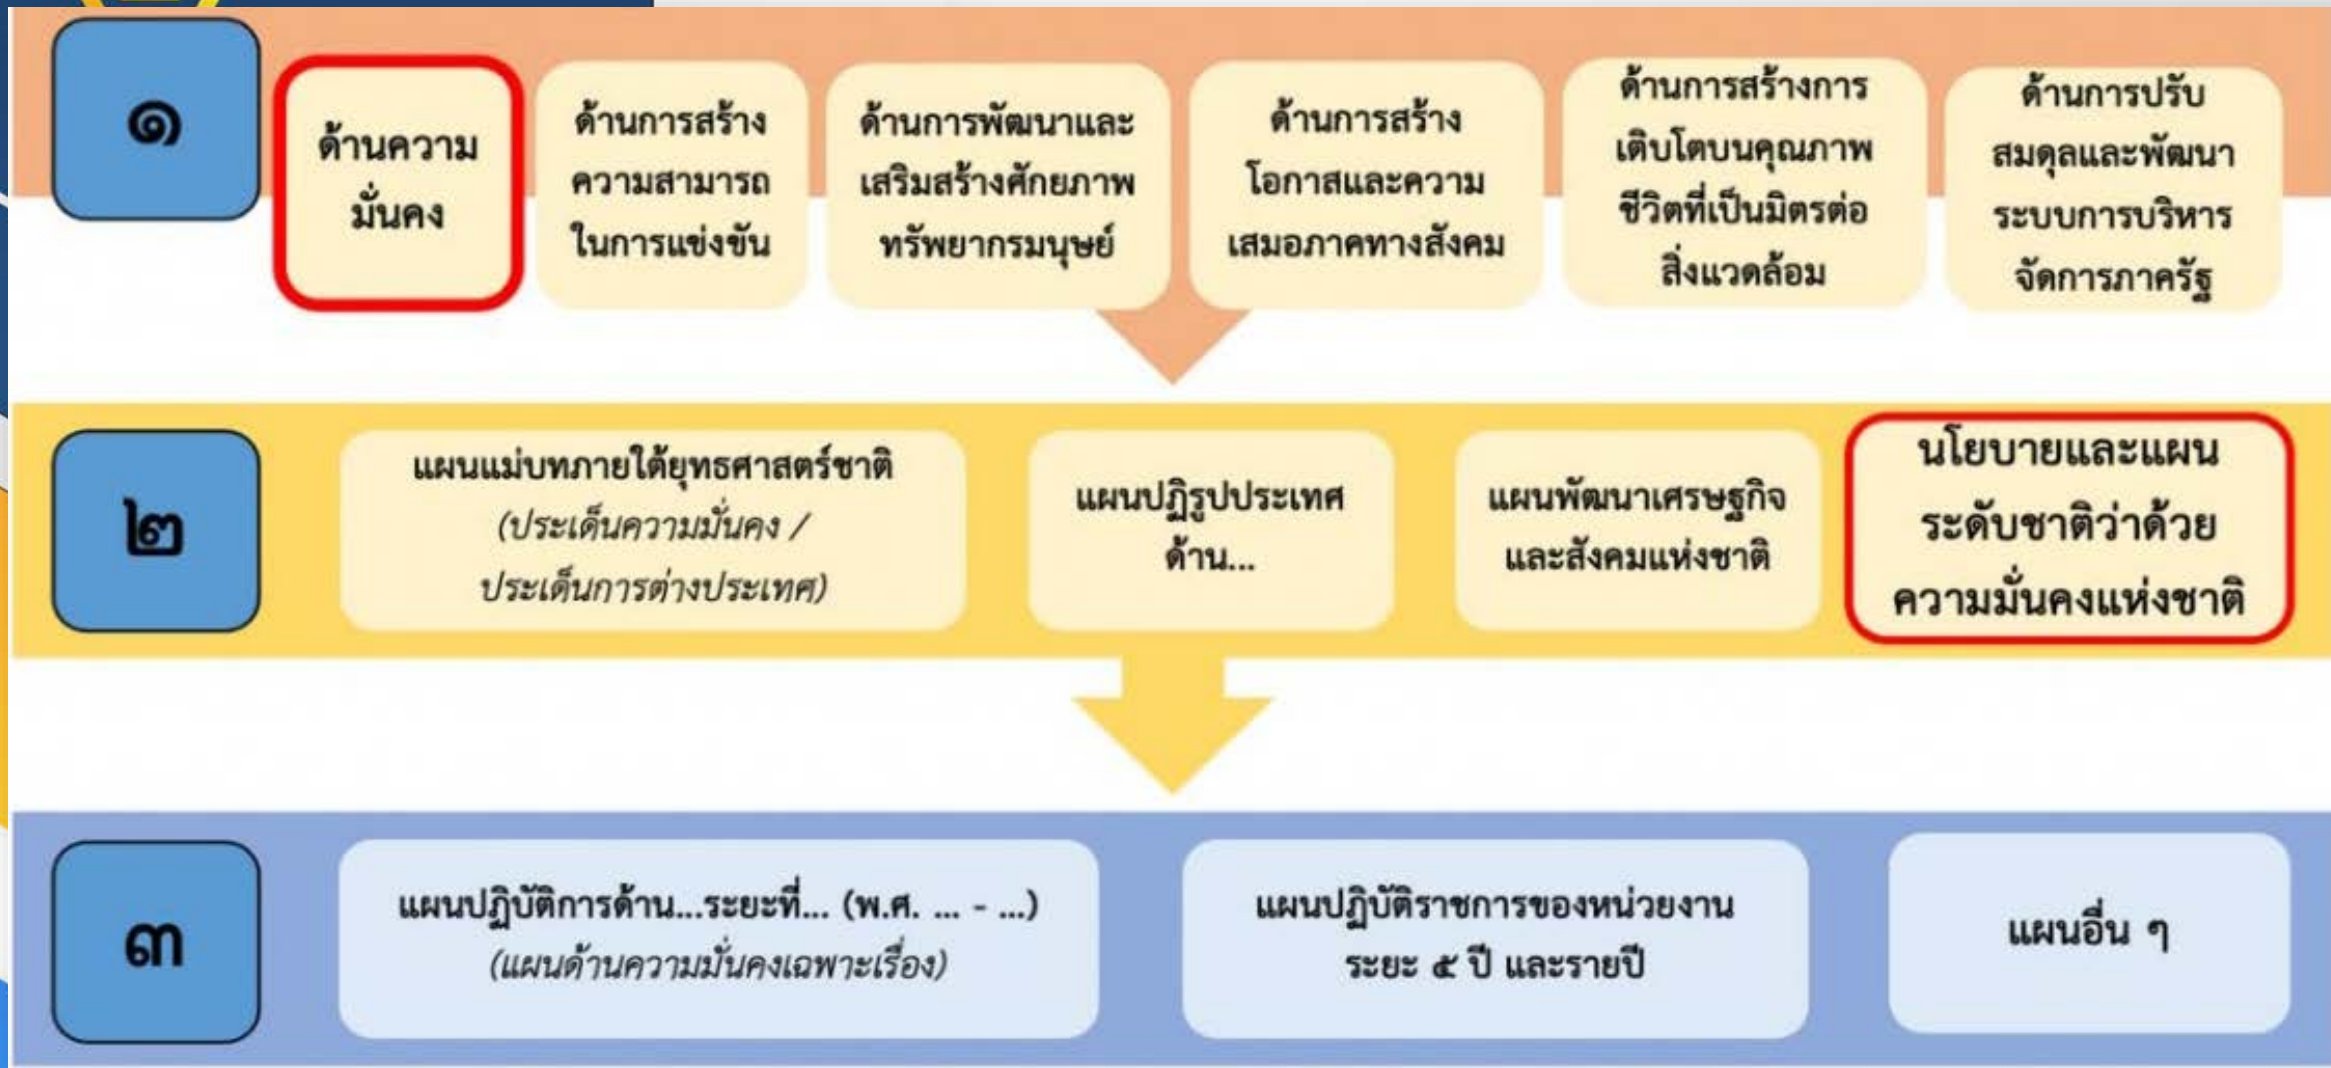 ๑
ด้านความ
มั่นคง
ด้านการสร้าง
ความสามารถ
ในการแข่งขัน
ด้านการพัฒนาและ
เสริมสร้างศักยภาพ
ทรัพยากรมนุษย์
ด้านการสร้าง
โอกาสและความ
เสมอภาคทางสังคม
ด้านการสร้างการ
เติบโตบนคุณภาพ
ชีวิตที่เป็นมิตรต่อ
สิ่งแวดล้อม
ด้านการปรับ
สมดุลและพัฒนา
ระบบการบริหาร
จัดการภาครัฐ
๒
แผนแม่บทภายใต้ยุทธศาสตร์ชาติ
(ประเด็นความมั่นคง /
ประเด็นการต่างประเทศ)
แผนปฏิรูปประเทศ
ด้าน...
แผนพัฒนาเศรษฐกิจ
และสังคมแห่งชาติ
นโยบายและแผน
ระดับชาติว่าด้วย
ความมั่นคงแห่งชาติ
๓
แผนปฏิบัติการด้าน...ระยะที่... (พ.ศ. ... - ...)
(แผนด้านความมั่นคงเฉพาะเรื่อง)
แผนปฏิบัติราชการของหน่วยงาน
ระยะ ๕ ปี และรายปี
แผนอื่น ๆ